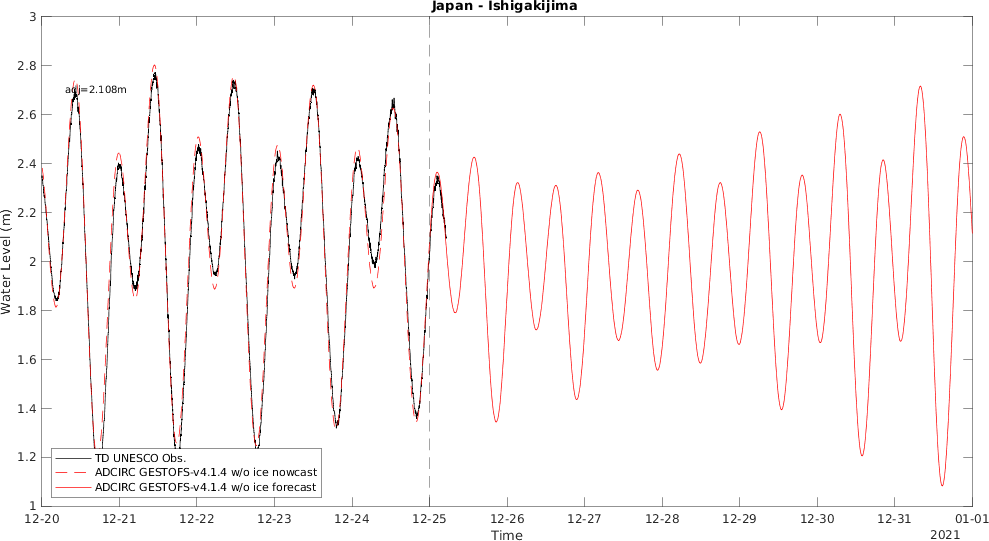 Japan - Ishigakijima
3
2.8
2.6
2.4
2.2
2
1.8
1.6
1.4
1.2
1
Water Level (m)
adj=2.108m
TD UNESCO Obs.
ADCIRC GESTOFS-v4.1.4 w/o ice nowcast
ADCIRC GESTOFS-v4.1.4 w/o ice forecast
12-20 12-21 12-22 12-23 12-24 12-25 12-26 12-27 12-28 12-29 12-30 12-31 01-01
Time
2021